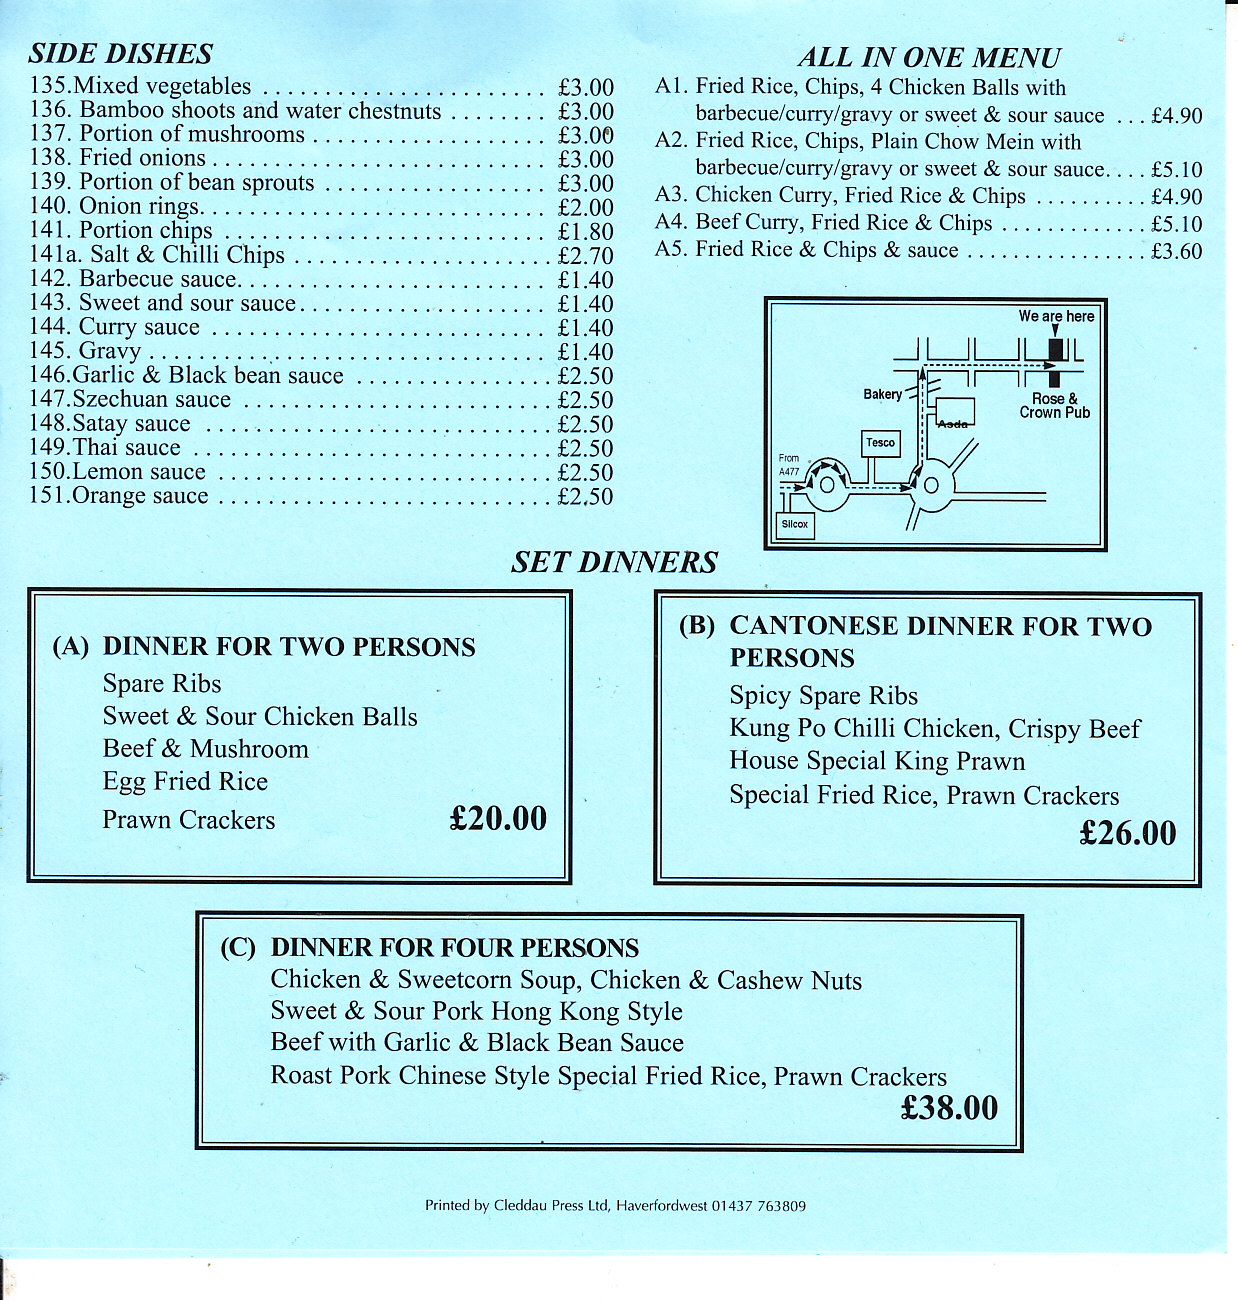 SIDE DISHES
135.Mixed vegetables . . . . . . . . . . . . . . . . . . . . . . . £3.00
136. Bamboo shoots and water chestnuts . . . . . . . . £3.00
137. Portion of mushrooms . . . . . . . . . . . . . . . . . . . £3.00
138. Fried onions . . . . . . . . . . . . . . . . . . . . . . . . . . . £3.00
139. Portion of bean sprouts . . . . . . . . . . . . . . . . . . £3.00
140. Onion rings. . . . . . . . . . . . . . . . . . . . . . . . . . . . £2.00
141. Portion chips . . . . . . . . . . . . . . . . . . . . . . . . . . £1.80
141a. Salt & Chilli Chips . . . . . . . . . . . . . . . . . . . . . £2.70
142. Barbecue sauce. . . . . . . . . . . . . . . . . . . . . . . . . £1.40
143. Sweet and sour sauce. . . . . . . . . . . . . . . . . . . . £1.40
144. Curry sauce . . . . . . . . . . . . . . . . . . . . . . . . . . . £1.40
145. Gravy . . . . . . . . . . . . . . . . . . . . . . . . . . . . . . . . £1.40
146.Garlic & Black bean sauce . . . . . . . . . . . . . . . . £2.50
147.Szechuan sauce . . . . . . . . . . . . . . . . . . . . . . . . . £2.50
148.Satay sauce . . . . . . . . . . . . . . . . . . . . . . . . . . . . £2.50
149.Thai sauce . . . . . . . . . . . . . . . . . . . . . . . . . . . . . £2.50
150.Lemon sauce . . . . . . . . . . . . . . . . . . . . . . . . . . . £2.50
151.Orange sauce . . . . . . . . . . . . . . . . . . . . . . . . . . . £2.50
ALL IN ONE MENU
A1. Fried Rice, Chips, 4 Chicken Balls with
barbecue/curry/gravy or sweet & sour sauce . . . £4.90
A2. Fried Rice, Chips, Plain Chow Mein with
barbecue/curry/gravy or sweet & sour sauce. . . . £5.10
A3. Chicken Curry, Fried Rice & Chips . . . . . . . . . . £4.90
A4. Beef Curry, Fried Rice & Chips . . . . . . . . . . . . . £5.10
A5. Fried Rice & Chips & sauce . . . . . . . . . . . . . . . . £3.60
We are here
Bakery
Rose &
Crown Pub
Asda
Tesco
From
A477
Silcox
SET DINNERS
(A) DINNER FOR TWO PERSONS
Spare Ribs
Sweet & Sour Chicken Balls
Beef & Mushroom
Egg Fried Rice
Prawn Crackers £20.00
(B) CANTONESE DINNER FOR TWO
PERSONS
Spicy Spare Ribs
Kung Po Chilli Chicken, Crispy Beef
House Special King Prawn
Special Fried Rice, Prawn Crackers
£26.00
(C) DINNER FOR FOUR PERSONS
Chicken & Sweetcorn Soup, Chicken & Cashew Nuts
Sweet & Sour Pork Hong Kong Style
Beef with Garlic & Black Bean Sauce
Roast Pork Chinese Style Special Fried Rice, Prawn Crackers
£38.00
Printed by Cleddau Press Ltd, Haverfordwest 01437 763809